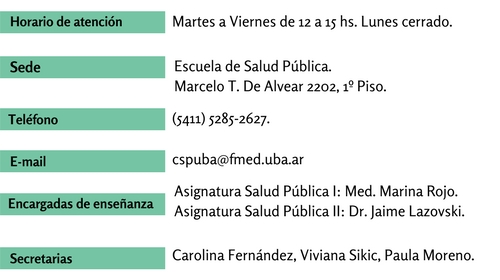 Horario de atención Martes a Viernes de 12 a 15 hs. Lunes cerrado.
Sede Escuela de Salud Pública.
Marcelo T. De Alvear 2202, 1º Piso.
Teléfono (5411) 5285-2627.
E-mail cspuba@fmed.uba.ar
Encargadas de enseñanza Asignatura Salud Pública I: Med. Marina Rojo.
Asignatura Salud Pública II: Dr. Jaime Lazovski.
Secretarias Carolina Fernández, Viviana Sikic, Paula Moreno.